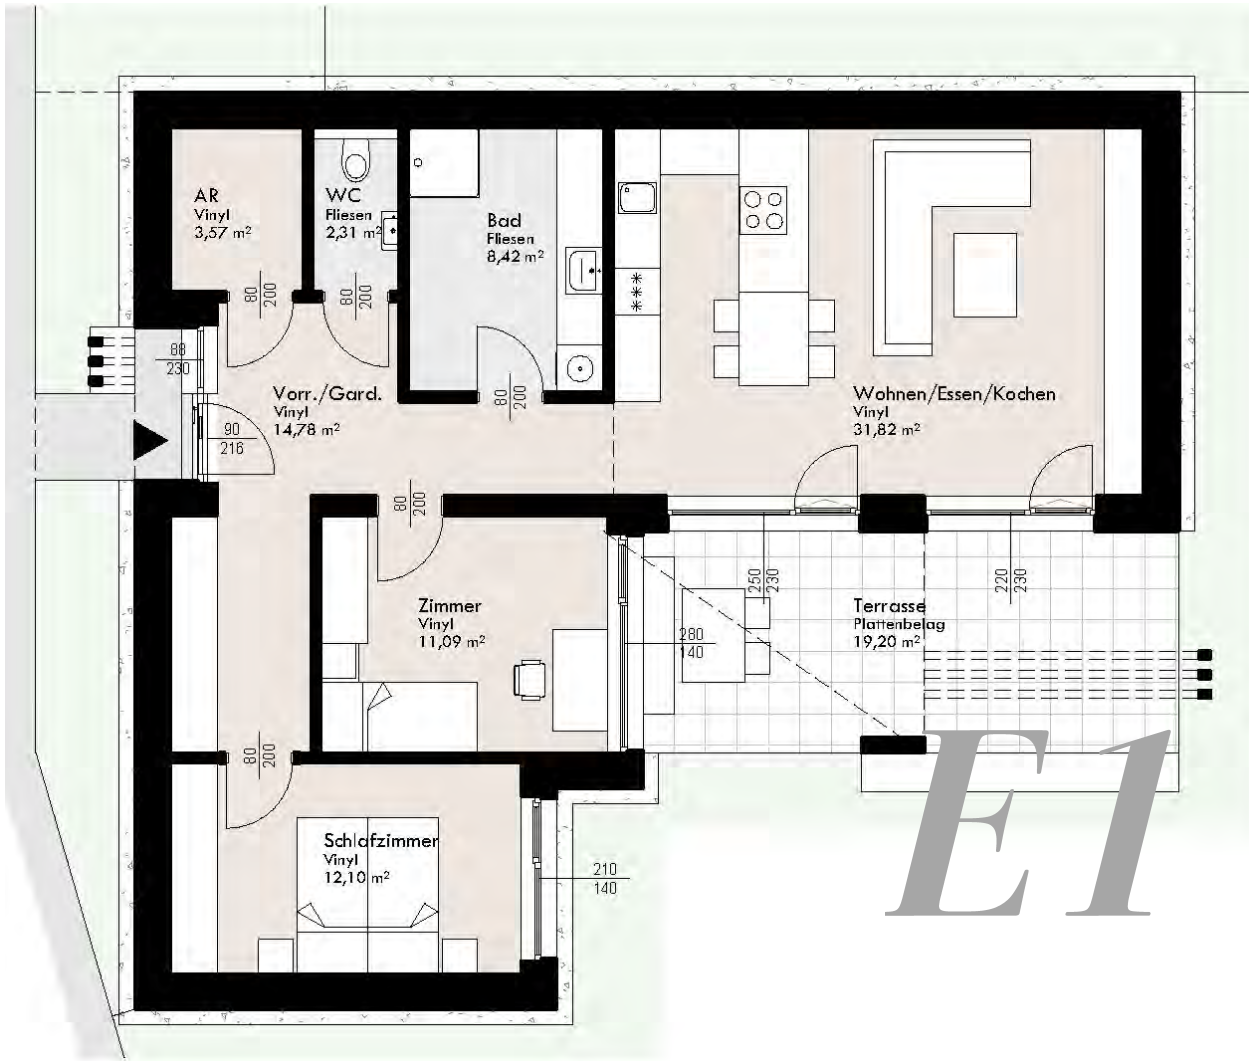 AR
Vinyl
3,57 m²
WC
Fliesen
2,31 m²
Bad
Fliesen
8,42 m²
80
200
80
200
88
230
Vorr./Gard.
Vinyl
14,78 m²
80
200
Wohnen/Essen/Kochen
Vinyl
31,82 m²
90
216
80
200
250
230
220
230
Zimmer
Vinyl
11,09 m²
Terrasse
Plattenbelag
19,20 m²
280
140
80
200
Schlafzimmer
Vinyl
12,10 m²
210
140
E1